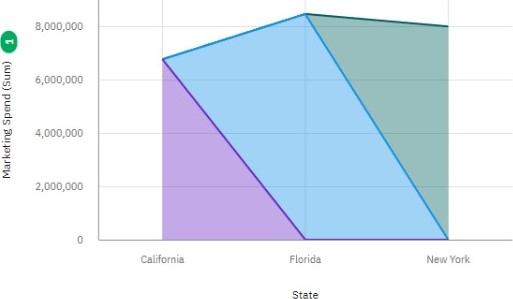 8,000,000
6,000,000
4,000,000
2,000,000
0
Marketing Spend (Sum) 1
California Florida New York
State